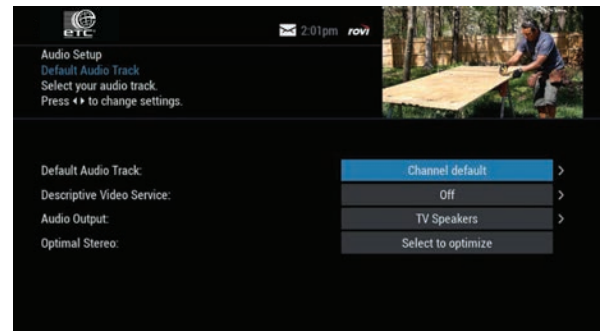 etc
2:01pm rovi
Audio Setup
Default Audio Track
Select your audio track.
Press ◂▸ to change settings.
Default Audio Track: Channel default >
Descriptive Video Service: Off >
Audio Output: TV Speakers >
Optimal Stereo: Select to optimize